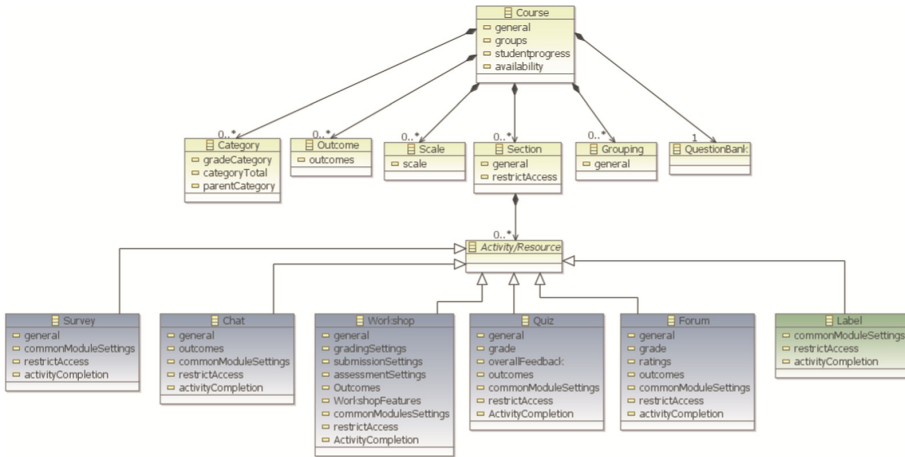 Course
general
groups
studentprogress
availability
0..*
0..*
0..*
0..*
0..*
1
Category
gradeCategory
categoryTotal
parentCategory
Outcome
outcomes
Scale
scale
Section
general
restrictAccess
Grouping
general
QuestionBank
0..*
Activity/Resource
Survey
general
commonModuleSettings
restrictAccess
activityCompletion
Chat
general
outcomes
commonModuleSettings
restrictAccess
activityCompletion
Workshop
general
gradingSettings
submissionSettings
assessmentSettings
Outcomes
WorkshopFeatures
commonModulesSettings
restrictAccess
ActivityCompletion
Quiz
general
grade
overallFeedback
outcomes
commonModuleSettings
restrictAccess
ActivityCompletion
Forum
general
grade
ratings
outcomes
commonModuleSettings
restrictAccess
activityCompletion
Label
commonModuleSettings
restrictAccess
activityCompletion